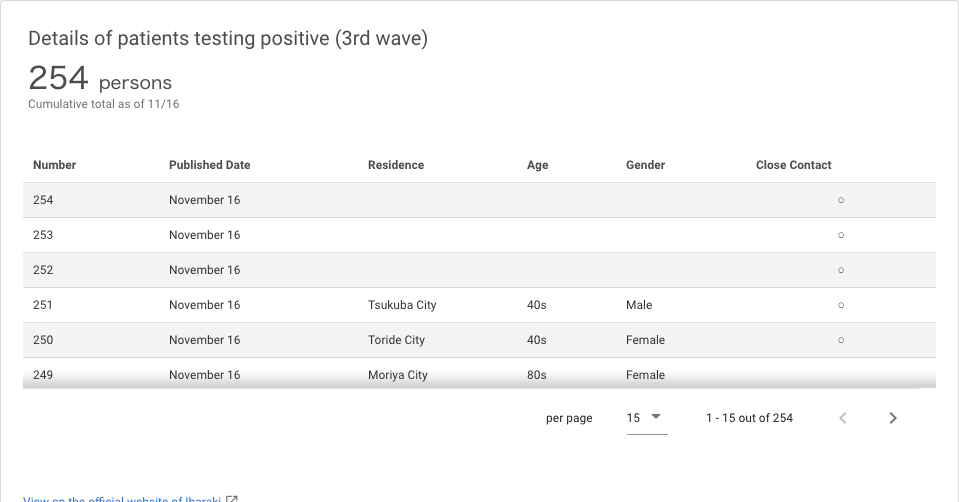 Details of patients testing positive (3rd wave)
254 persons
Cumulative total as of 11/16
Number Published Date Residence Age Gender Close Contact
254 November 16 ○
253 November 16 ○
252 November 16 ○
251 November 16 Tsukuba City 40s Male ○
250 November 16 Toride City 40s Female ○
249 November 16 Moriya City 80s Female
per page 15 1 - 15 out of 254
View on the official website of Ibaraki